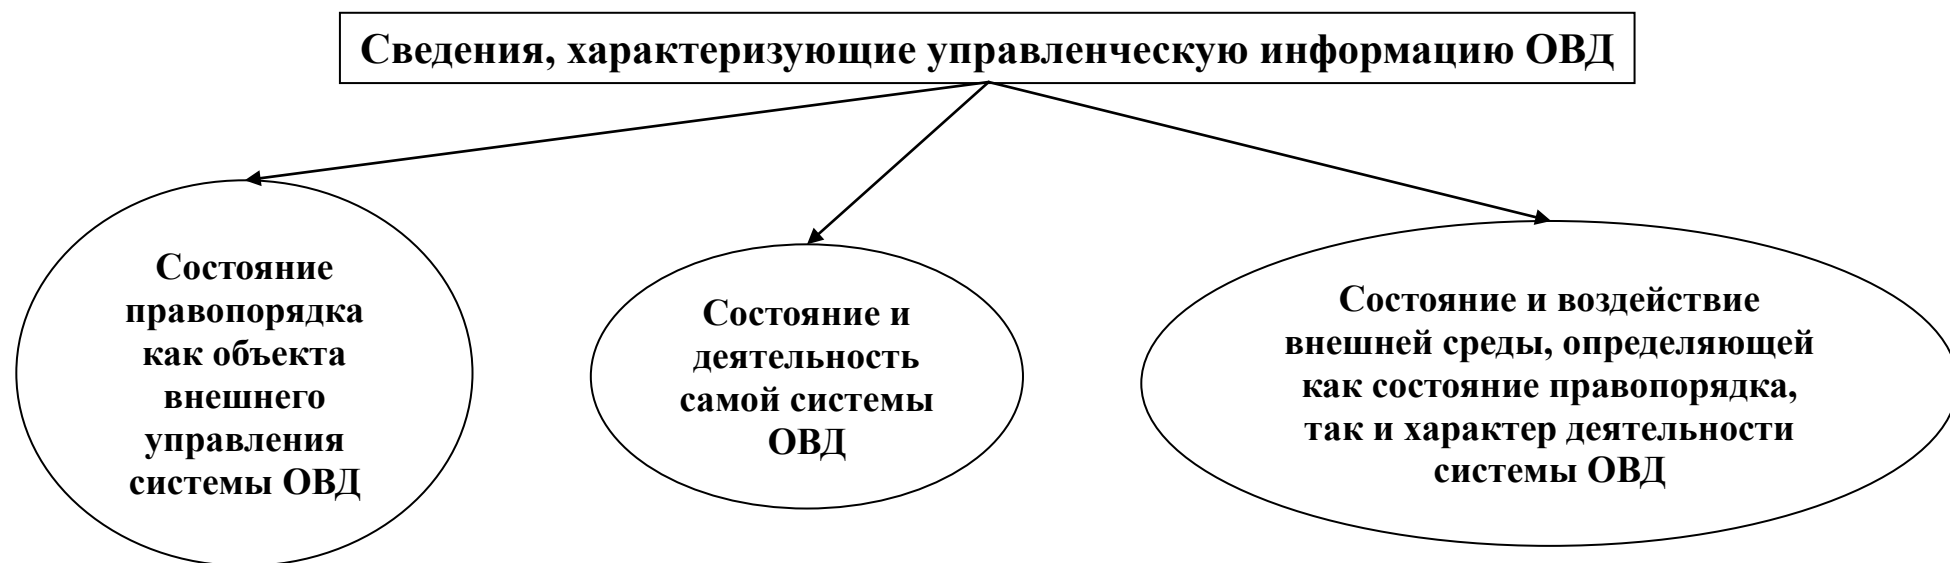 Сведения, характеризующие управленческую информацию ОВД
Состояние
правопорядка
как объекта
внешнего
управления
системы ОВД
Состояние и
деятельность
самой системы
ОВД
Состояние и воздействие
внешней среды, определяющей
как состояние правопорядка,
так и характер деятельности
системы ОВД